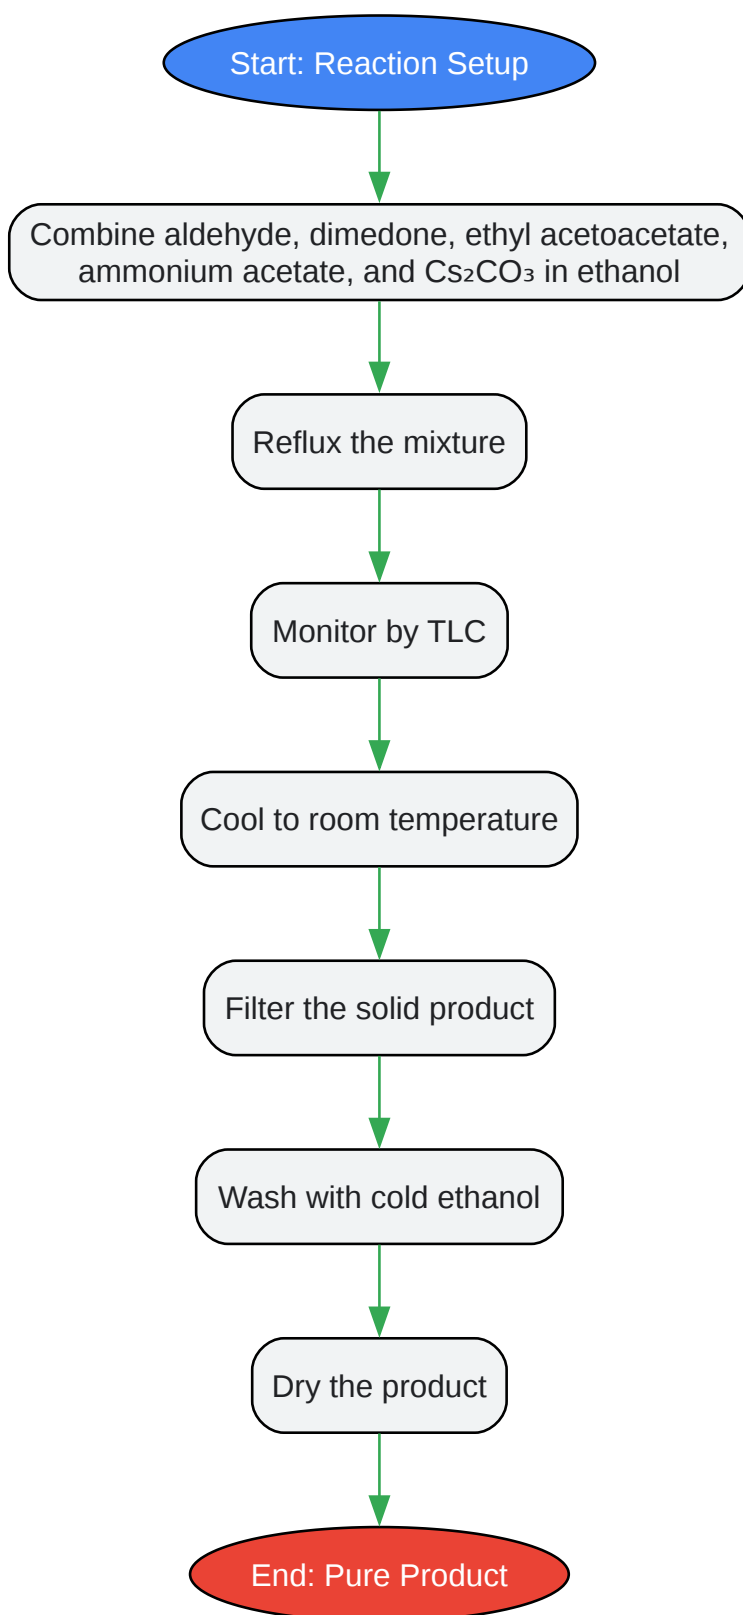 Start: Reaction Setup
Combine aldehyde, dimedone, ethyl acetoacetate,
ammonium acetate, and Cs₂CO₃ in ethanol
Reflux the mixture
Monitor by TLC
Cool to room temperature
Filter the solid product
Wash with cold ethanol
Dry the product
End: Pure Product